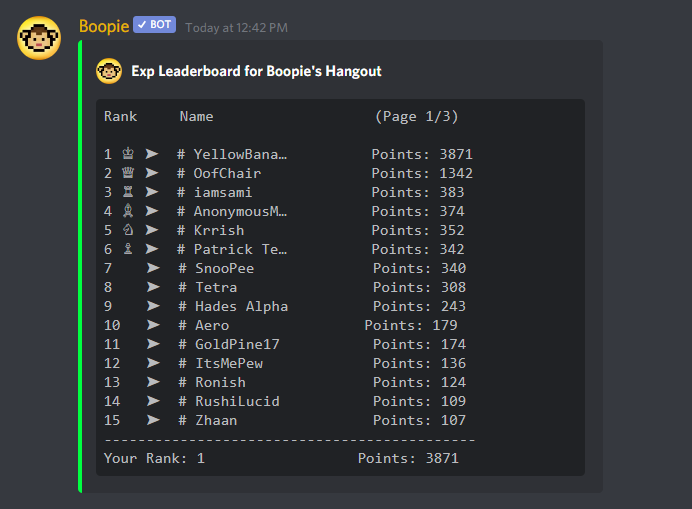 Boopie ✓ BOT Today at 12:42 PM
Exp Leaderboard for Boopie's Hangout
Rank Name (Page 1/3)
1 ♔ ➤ # YellowBana… Points: 3871
2 ♕ ➤ # OofChair Points: 1342
3 ♖ ➤ # iamsami Points: 383
4 ♗ ➤ # AnonymousM… Points: 374
5 ♘ ➤ # Krrish Points: 352
6 ♗ ➤ # Patrick Te… Points: 342
7 ➤ # SnooPee Points: 340
8 ➤ # Tetra Points: 308
9 ➤ # Hades Alpha Points: 243
10 ➤ # Aero Points: 179
11 ➤ # GoldPine17 Points: 174
12 ➤ # ItsMePew Points: 136
13 ➤ # Ronish Points: 124
14 ➤ # RushiLucid Points: 109
15 ➤ # Zhaan Points: 107
--------------------------------------------
Your Rank: 1 Points: 3871